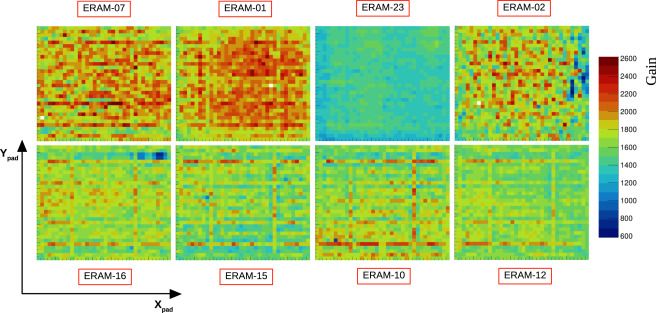 ERAM-07 ERAM-01 ERAM-23 ERAM-02
Gain
2600
2400
2200
2000
1800
1600
1400
1200
1000
800
600
Ypad
ERAM-16 ERAM-15 ERAM-10 ERAM-12
Xpad